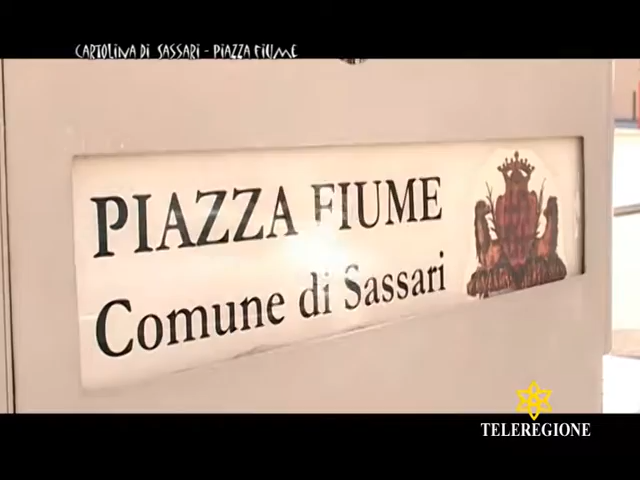 CARTOLINA DI SASSARI - PIAZZA FIUME
PIAZZA FIUME
Comune di Sassari
TELEREGIONE